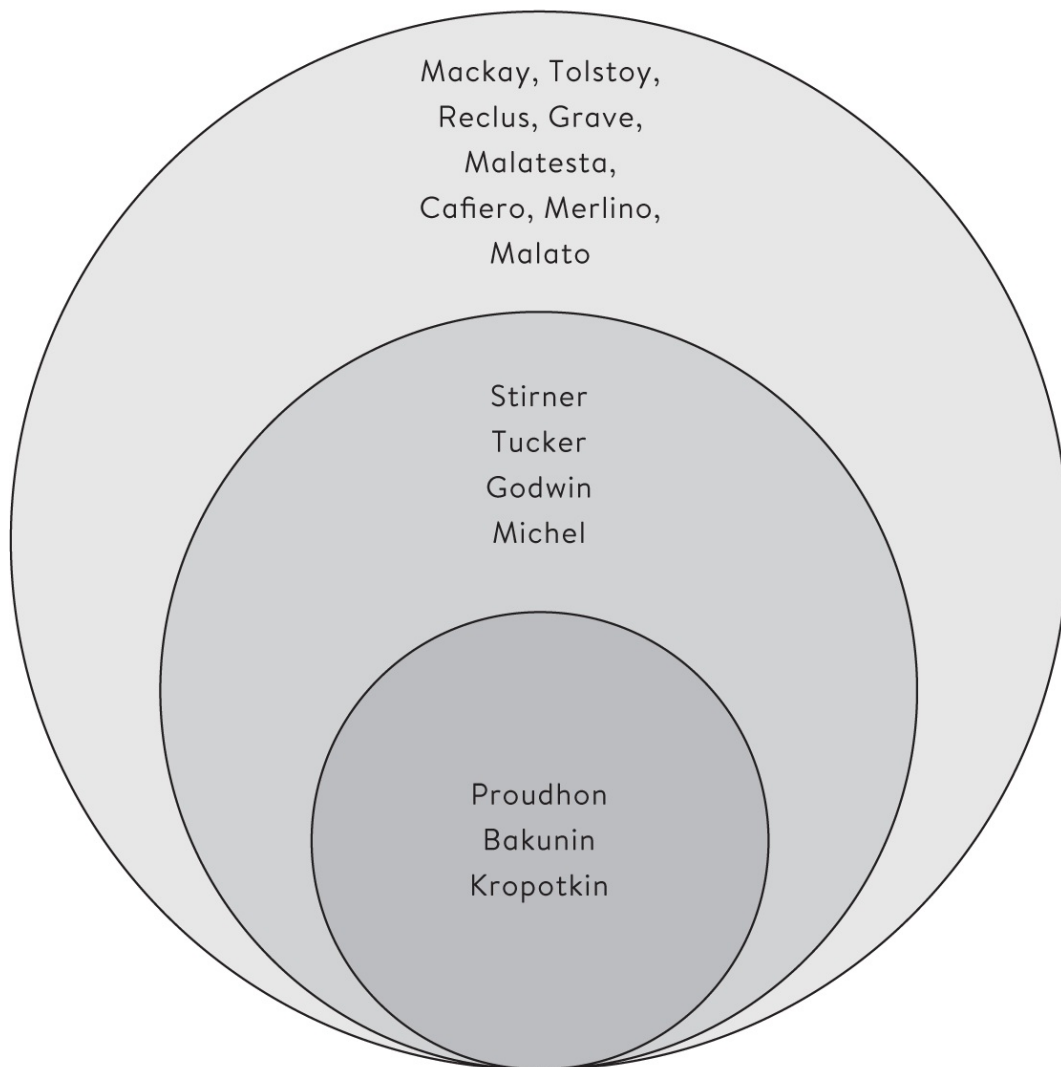 Mackay, Tolstoy,
Reclus, Grave,
Malatesta,
Cafiero, Merlino,
Malato
Stirner
Tucker
Godwin
Michel
Proudhon
Bakunin
Kropotkin